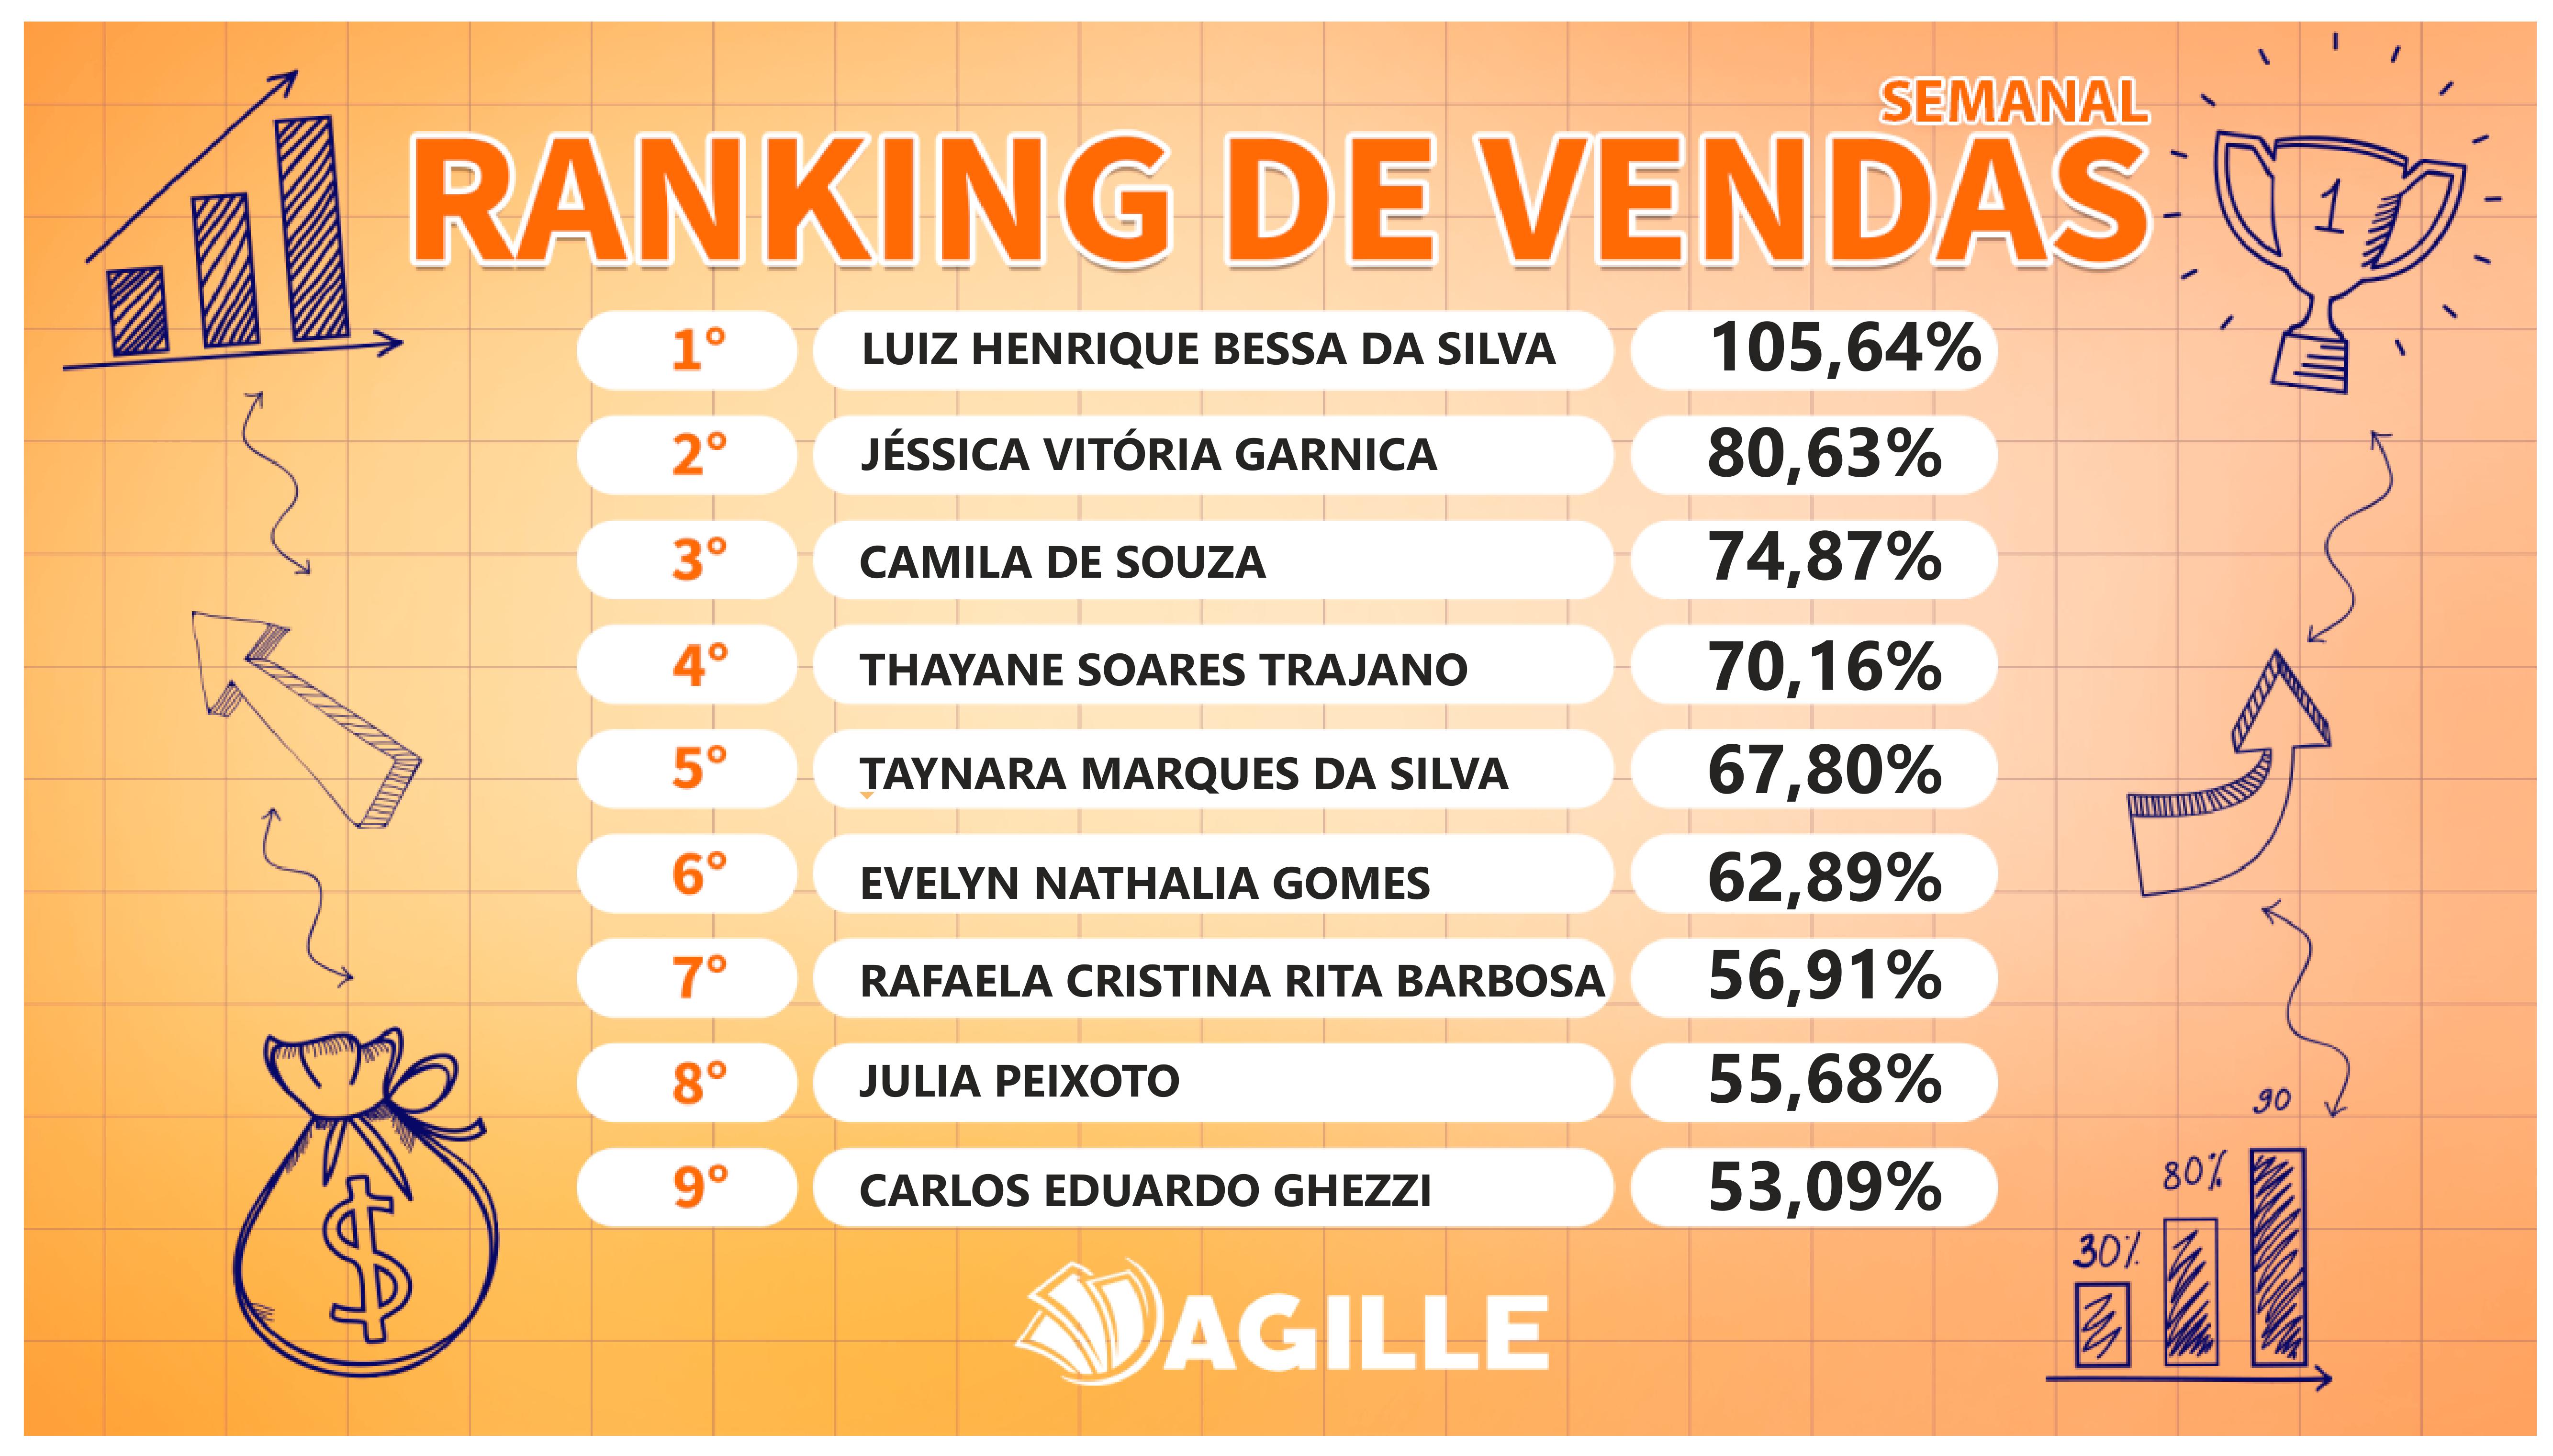 SEMANAL
RANKING DE VENDAS
1
1° LUIZ HENRIQUE BESSA DA SILVA 105,64%
2° JÉSSICA VITÓRIA GARNICA 80,63%
3° CAMILA DE SOUZA 74,87%
4° THAYANE SOARES TRAJANO 70,16%
5° TAYNARA MARQUES DA SILVA 67,80%
6° EVELYN NATHALIA GOMES 62,89%
7° RAFAELA CRISTINA RITA BARBOSA 56,91%
8° JULIA PEIXOTO 55,68%
9° CARLOS EDUARDO GHEZZI 53,09%
$
90
80%
30%
AGILLE